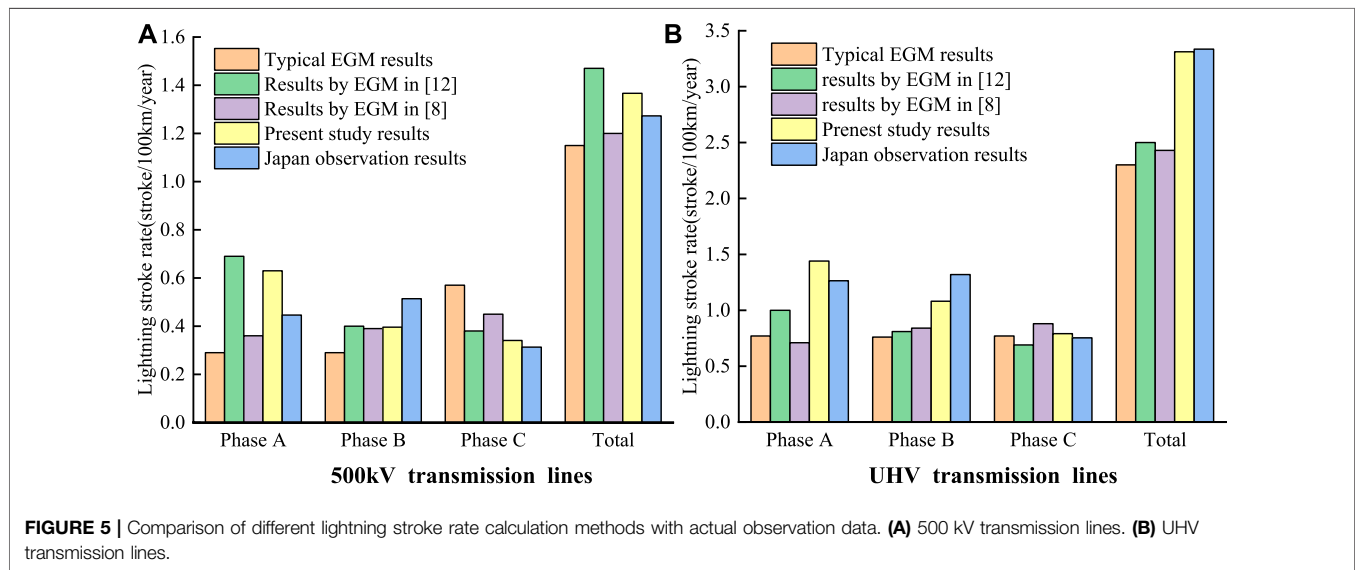 A
Lightning stroke rate(stroke/100km/year)
1.6
1.4
1.2
1.0
0.8
0.6
0.4
0.2
0.0
Typical EGM results
Results by EGM in [12]
Results by EGM in [8]
Present study results
Japan observation results
Phase A Phase B Phase C Total
500kV transmission lines
B
Lightning stroke rate(stroke/100km/year)
3.5
3.0
2.5
2.0
1.5
1.0
0.5
0.0
Typical EGM results
results by EGM in [12]
results by EGM in [8]
Prenest study results
Japan observation results
Phase A Phase B Phase C Total
UHV transmission lines
FIGURE 5 | Comparison of different lightning stroke rate calculation methods with actual observation data. (A) 500 kV transmission lines. (B) UHV
transmission lines.